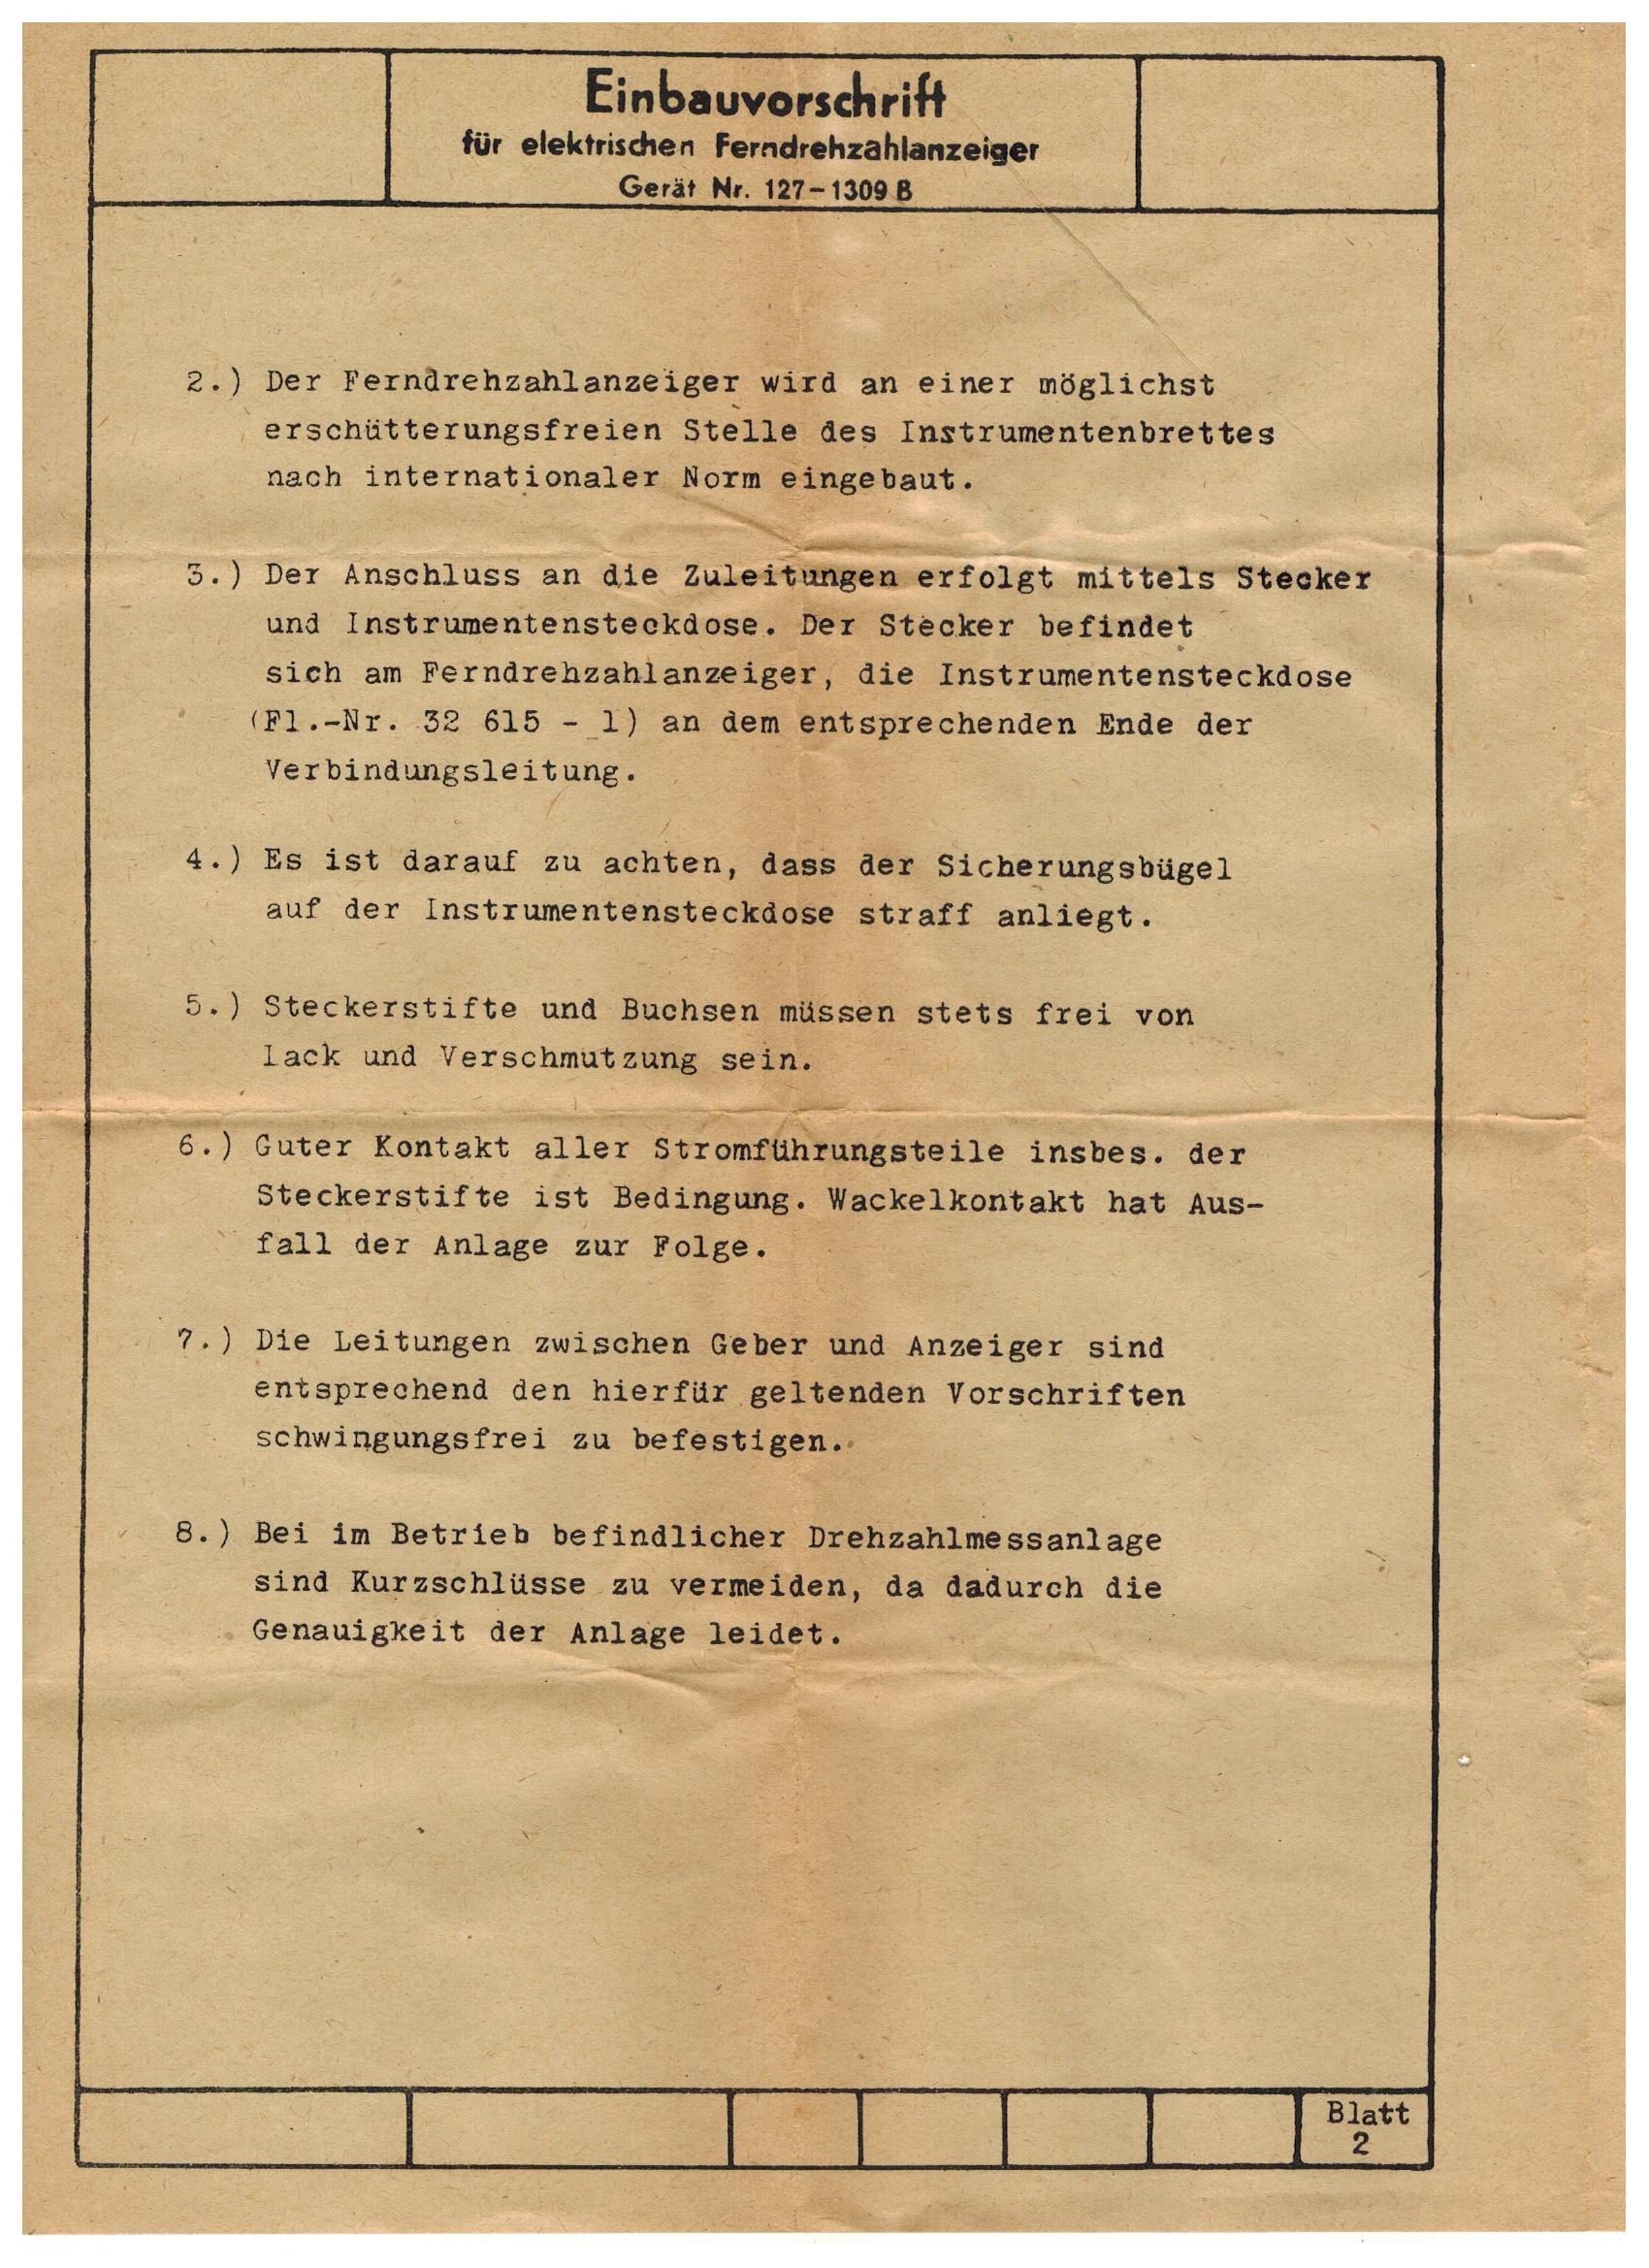 Einbauvorschrift
für elektrischen Ferndrehzahlanzeiger
Gerät Nr. 127-1309 B
2.) Der Ferndrehzahlanzeiger wird an einer möglichst
erschütterungsfreien Stelle des Instrumentenbrettes
nach internationaler Norm eingebaut.
3.) Der Anschluss an die Zuleitungen erfolgt mittels Stecker
und Instrumentensteckdose. Der Stecker befindet
sich am Ferndrehzahlanzeiger, die Instrumentensteckdose
(Fl.-Nr. 32 615 - 1) an dem entsprechenden Ende der
Verbindungsleitung.
4.) Es ist darauf zu achten, dass der Sicherungsbügel
auf der Instrumentensteckdose straff anliegt.
5.) Steckerstifte und Buchsen müssen stets frei von
Lack und Verschmutzung sein.
6.) Guter Kontakt aller Stromführungsteile insbes. der
Steckerstifte ist Bedingung. Wackelkontakt hat Aus-
fall der Anlage zur Folge.
7.) Die Leitungen zwischen Geber und Anzeiger sind
entsprechend den hierfür geltenden Vorschriften
schwingungsfrei zu befestigen.
8.) Bei im Betrieb befindlicher Drehzahlmessanlage
sind Kurzschlüsse zu vermeiden, da dadurch die
Genauigkeit der Anlage leidet.
Blatt
2